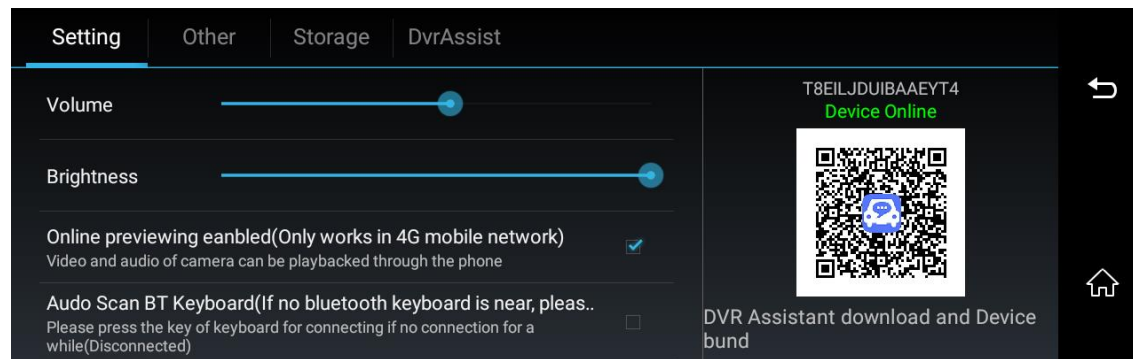 Setting Other Storage DvrAssist
Volume
Brightness
Online previewing eanbled(Only works in 4G mobile network)
Video and audio of camera can be playbacked through the phone
Audo Scan BT Keyboard(If no bluetooth keyboard is near, pleas..
Please press the key of keyboard for connecting if no connection for a
while(Disconnected)
T8EILJDUIBAAEYT4
Device Online
DVR Assistant download and Device
bund